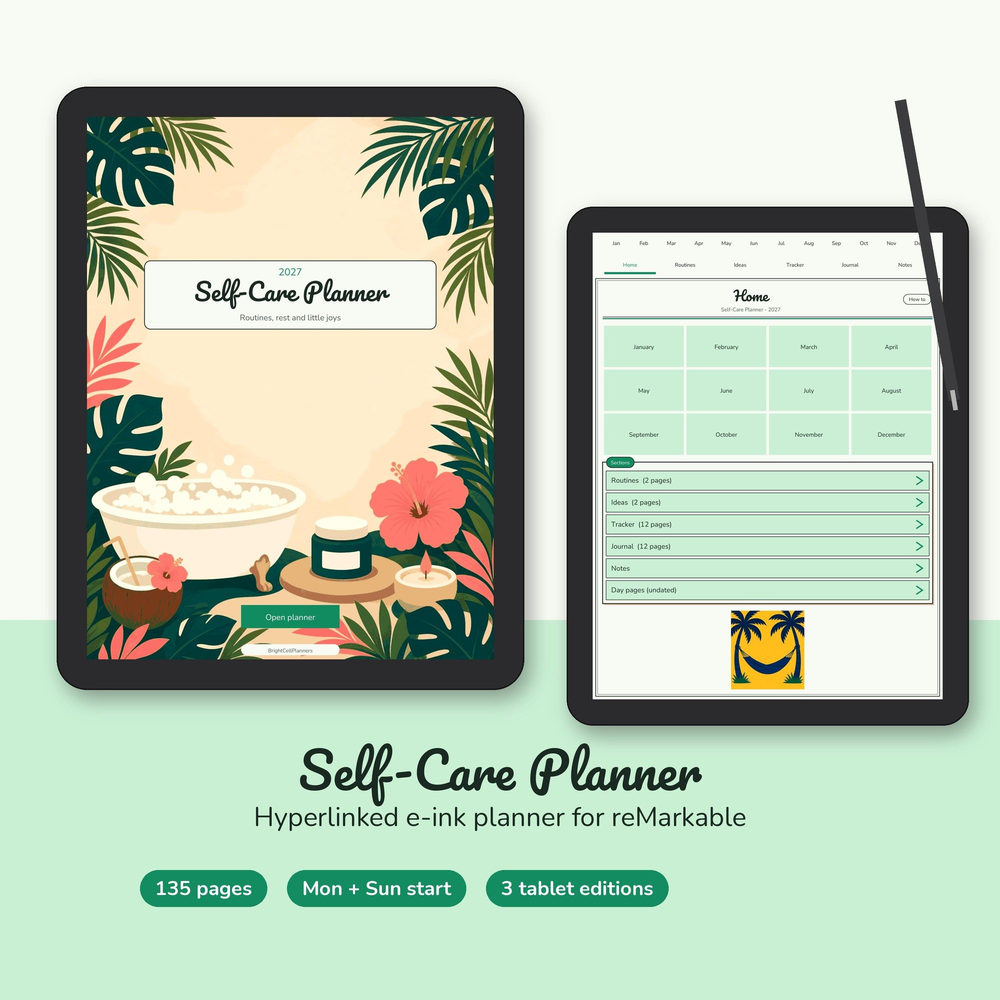 2027
Self-Care Planner
Routines, rest and little joys
Open planner
BrightCellPlanners
Jan Feb Mar Apr May Jun Jul Aug Sep Oct Nov
Home Routines Ideas Tracker Journal Notes
Home
How to
Self-Care Planner - 2027
January February March April
May June July August
September October November December
Sections
Routines (2 pages)
Ideas (2 pages)
Tracker (12 pages)
Journal (12 pages)
Notes
Day pages (undated)
Self-Care Planner
Hyperlinked e-ink planner for reMarkable
135 pages Mon + Sun start 3 tablet editions